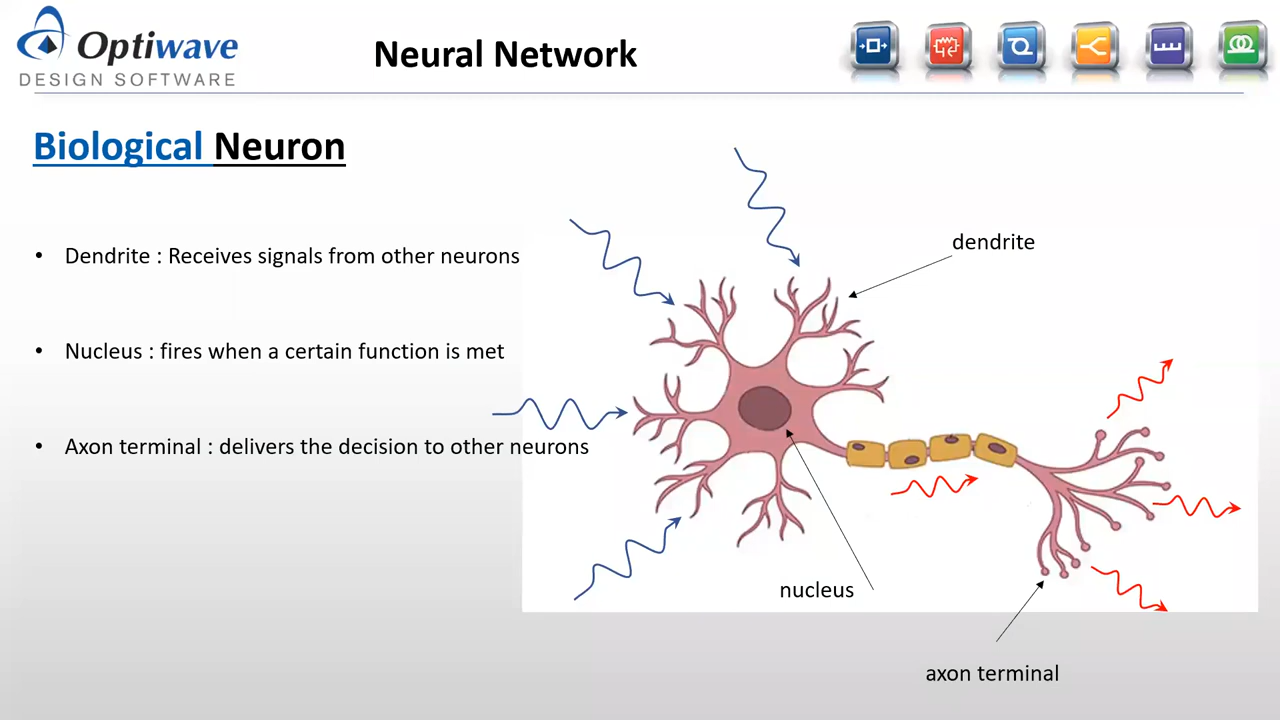 Optiwave
DESIGN SOFTWARE
Neural Network
Biological Neuron
• Dendrite : Receives signals from other neurons
• Nucleus : fires when a certain function is met
• Axon terminal : delivers the decision to other neurons
dendrite
nucleus
axon terminal